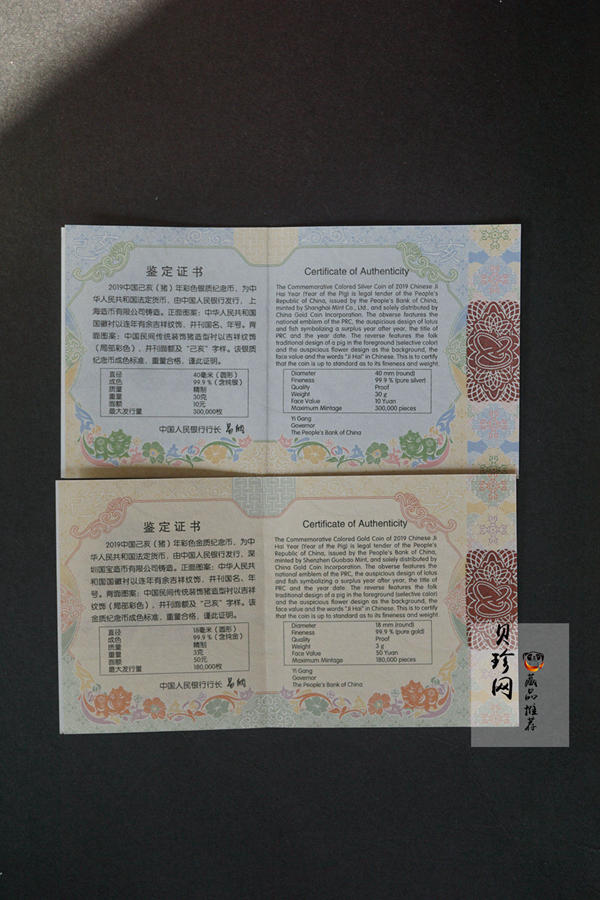 鉴定证书
2019中国己亥（猪）年彩色银质纪念币，为中
华人民共和国法定货币，由中国人民银行发行，上
海造币有限公司铸造。正面图案：中华人民共和国
国徽衬以连年有余吉祥纹饰，并刊国名、年号。背
面图案：中国民间传统装饰猪造型衬以吉祥花纹
（局部彩色），并刊面额及“己亥”字样。该银质
纪念币成色标准，重量合格，谨此证明。
直径 40毫米（圆形）
成色 99.9％（含纯银）
质量 精制
重量 30克
面额 10元
最大发行量 300,000枚
中国人民银行行长 易纲
Certificate of Authenticity
The Commemorative Colored Silver Coin of 2019 Chinese Ji
Hai Year (Year of the Pig) is legal tender of the People's
Republic of China, issued by the People's Bank of China,
minted by Shanghai Mint Co., Ltd., and solely distributed by
China Gold Coin Incorporation. The obverse features the
national emblem of the PRC, the auspicious design of lotus
and fish symbolizing a surplus year after year, the title of
PRC and the year date. The reverse features the folk
traditional design of a pig in the foreground (selective color)
and the auspicious flower design as the background, the
face value and the words "Ji Hai" in Chinese. This is to certify
that the coin is up to standard as to its fineness and weight.
Diameter 40 mm (round)
Fineness 99.9 % (pure silver)
Quality Proof
Weight 30 g
Face Value 10 Yuan
Maximum Mintage 300,000 pieces
Yi Gang
Governor
The People's Bank of China
鉴定证书
2019中国己亥（猪）年彩色金质纪念币，为中
华人民共和国法定货币，由中国人民银行发行，深
圳国宝造币有限公司铸造。正面图案：中华人民共
和国国徽衬以连年有余吉祥纹饰，并刊国名、年
号。背面图案：中国民间传统装饰猪造型衬以吉祥
纹饰（局部彩色），并刊面额及“己亥”字样。该
金质纪念币成色标准，重量合格，谨此证明。
直径 18毫米（圆形）
成色 99.9％（含纯金）
质量 精制
重量 3克
面额 50元
最大发行量 180,000枚
中国人民银行行长 易纲
Certificate of Authenticity
The Commemorative Colored Gold Coin of 2019 Chinese Ji
Hai Year (Year of the Pig) is legal tender of the People's
Republic of China, issued by the People's Bank of China,
minted by Shenzhen Guobao Mint, and solely distributed by
China Gold Coin Incorporation. The obverse features the
national emblem of the PRC, the auspicious design of lotus
and fish symbolizing a surplus year after year, the title of
PRC and the year date. The reverse features the folk
traditional design of a pig in the foreground (selective color)
and the auspicious flower design as the background, the
face value and the words "Ji Hai" in Chinese. This is to certify
that the coin is up to standard as to its fineness and weight.
Diameter 18 mm (round)
Fineness 99.9 % (pure gold)
Quality Proof
Weight 3 g
Face Value 50 Yuan
Maximum Mintage 180,000 pieces
Yi Gang
Governor
The People's Bank of China
贝珍网
藏品推荐